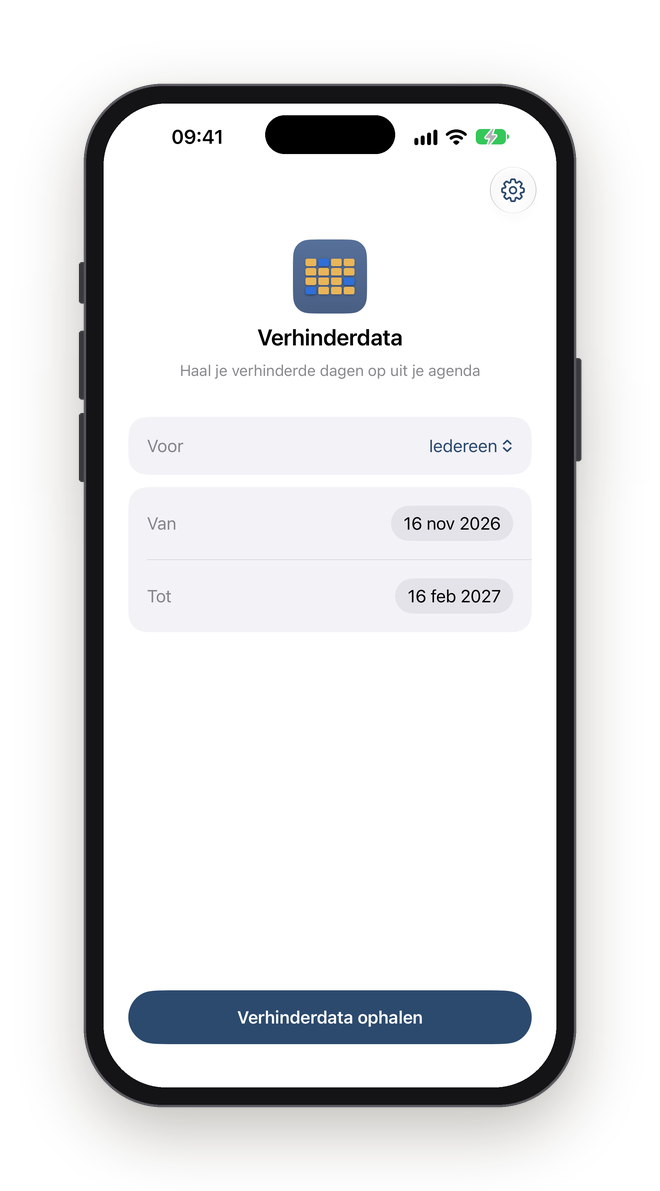 09:41
Verhinderdata
Haal je verhinderde dagen op uit je agenda
Voor Iedereen
Van 16 nov 2026
Tot 16 feb 2027
Verhinderdata ophalen